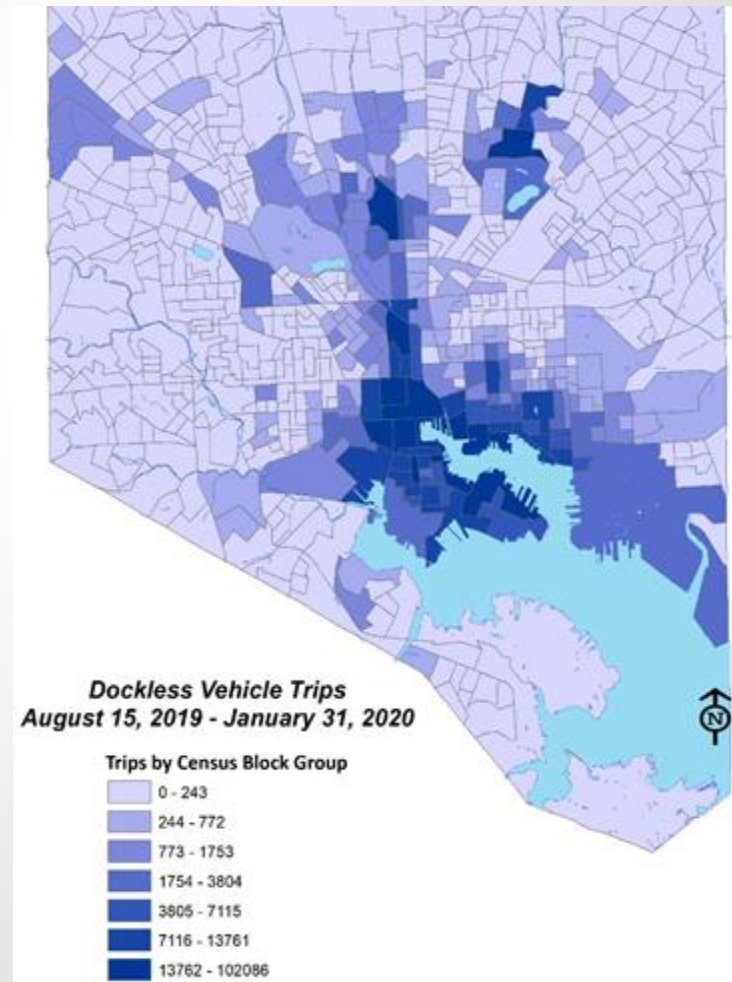 Dockless Vehicle Trips
August 15, 2019 - January 31, 2020
N
Trips by Census Block Group
0 - 243
244 - 772
773 - 1753
1754 - 3804
3805 - 7115
7116 - 13761
13762 - 102086